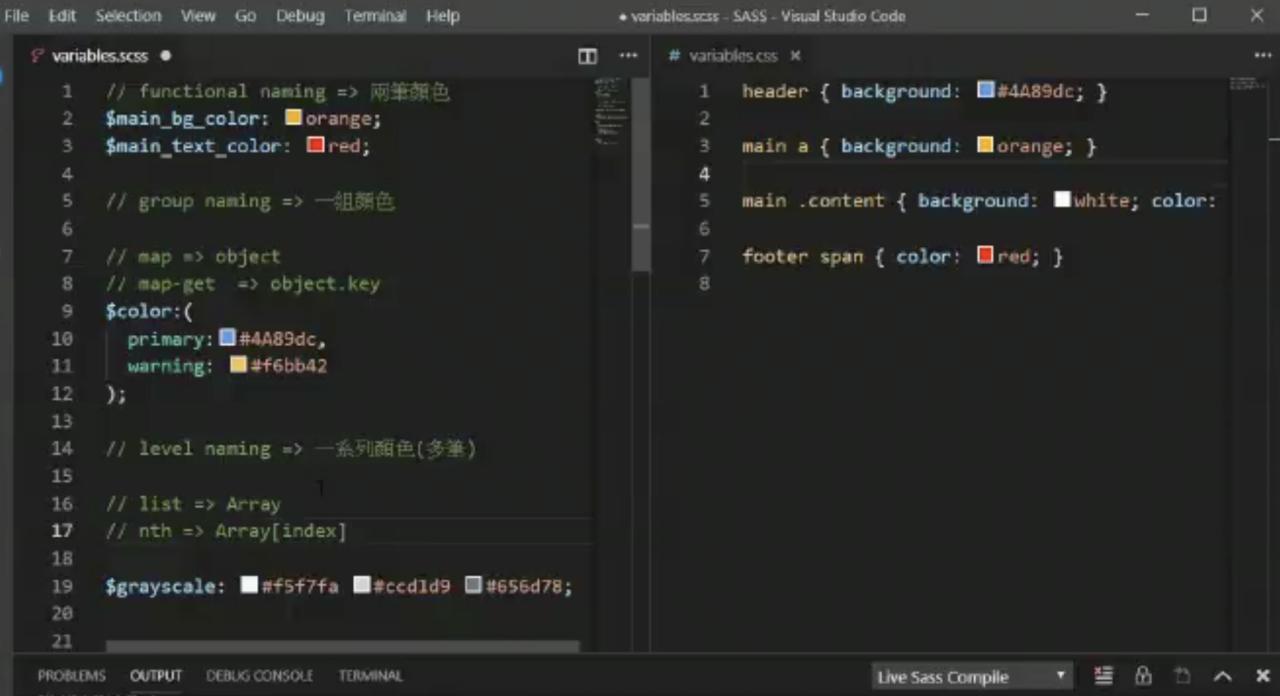 File Edit Selection View Go Debug Terminal Help
● variables.scss - SASS - Visual Studio Code
variables.scss ●
1 // functional naming => 兩筆顏色
2 $main_bg_color: orange;
3 $main_text_color: red;
4
5 // group naming => 一組顏色
6
7 // map => object
8 // map-get => object.key
9 $color:(
10 primary: #4A89dc,
11 warning: #f6bb42
12 );
13
14 // level naming => 一系列顏色(多筆)
15
16 // list => Array
17 // nth => Array[index]
18
19 $grayscale: #f5f7fa #ccd1d9 #656d78;
20
21
# variables.css ×
1 header { background: #4A89dc; }
2
3 main a { background: orange; }
4
5 main .content { background: white; color:
6
7 footer span { color: red; }
8
PROBLEMS OUTPUT DEBUG CONSOLE TERMINAL
Live Sass Compile